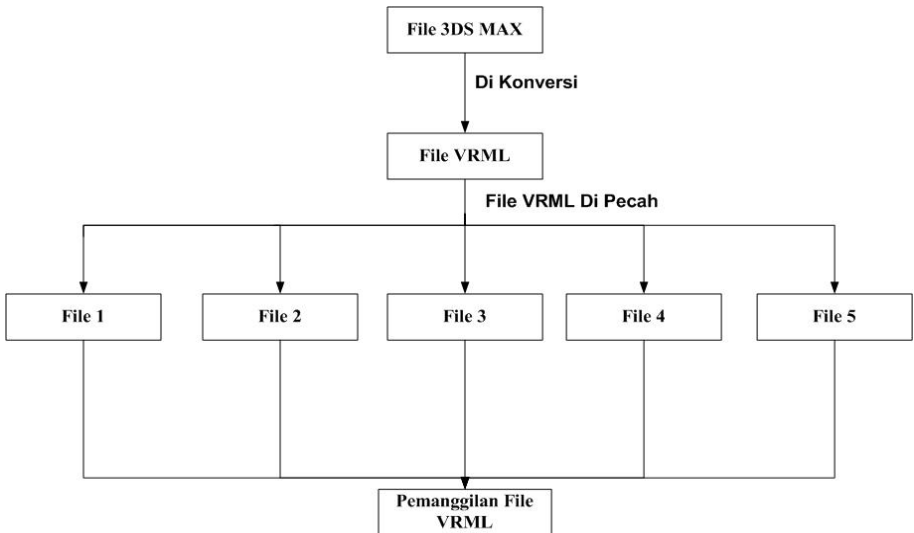 File 3DS MAX
Di Konversi
File VRML
File VRML Di Pecah
File 1
File 2
File 3
File 4
File 5
Pemanggilan File
VRML